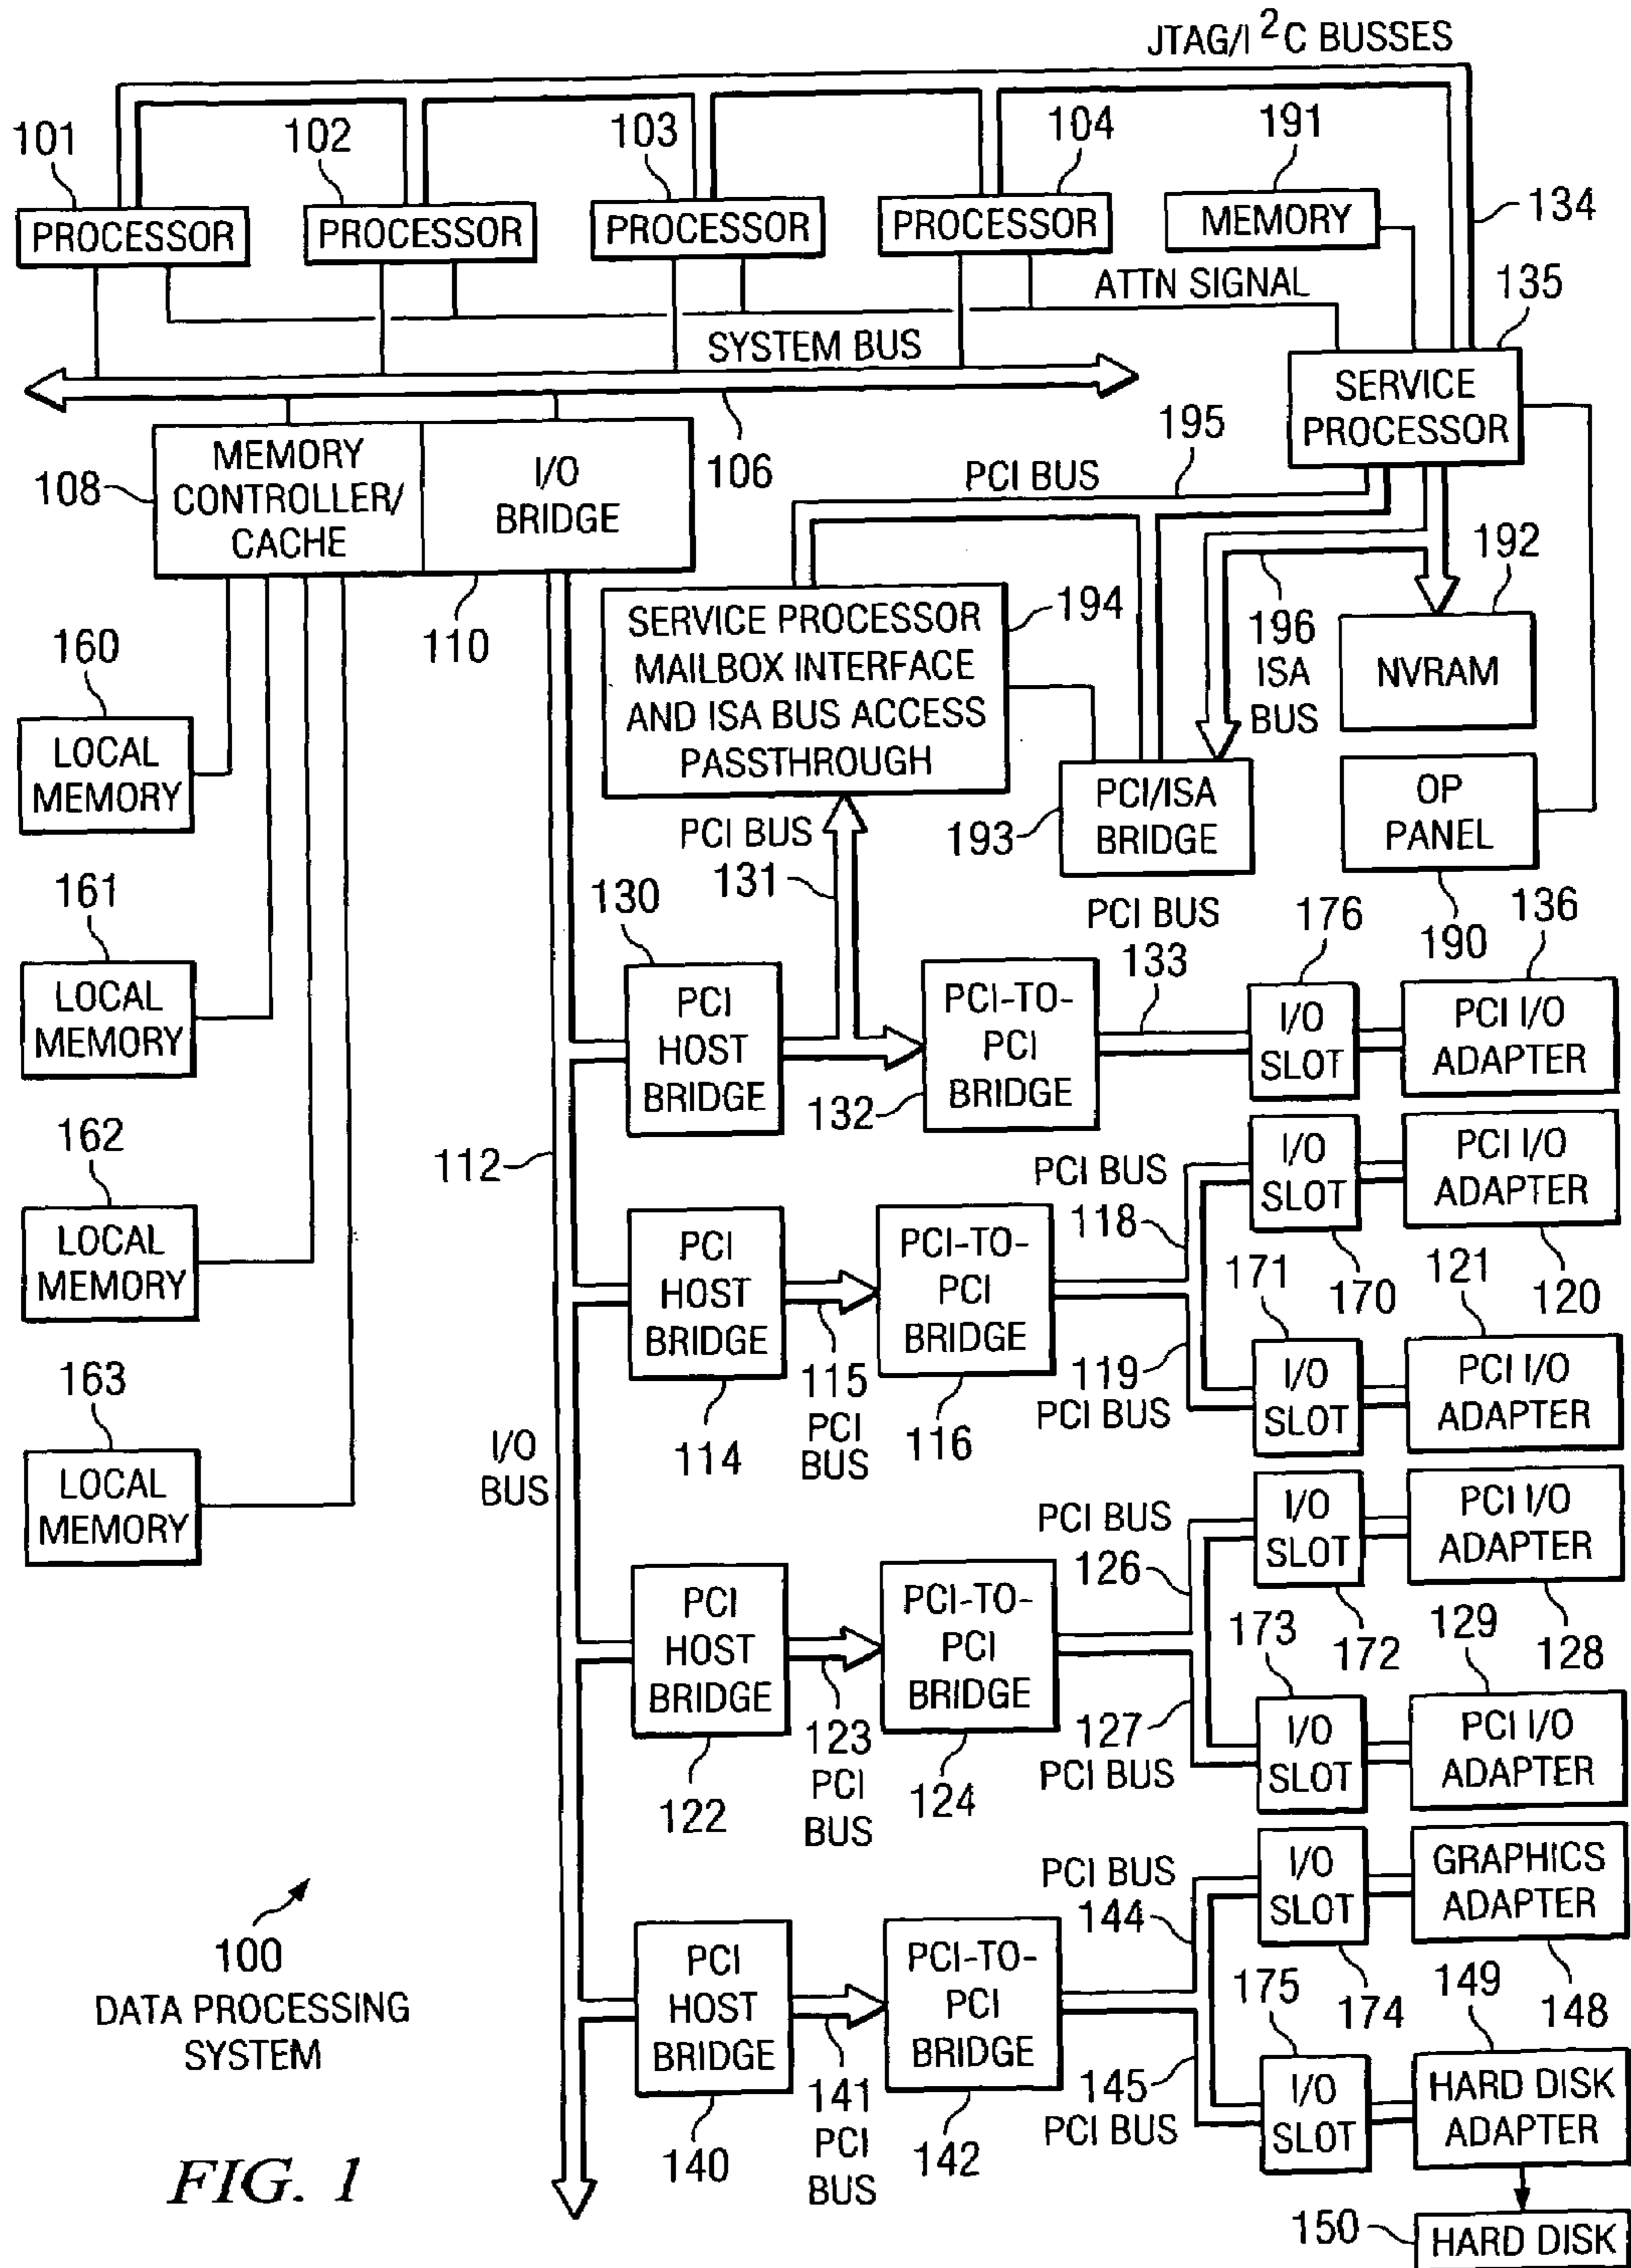 JTAG/I 2C BUSSES
101
102
103
104
191
134
PROCESSOR
PROCESSOR
PROCESSOR
PROCESSOR
MEMORY
ATTN SIGNAL
135
SYSTEM BUS
SERVICE
PROCESSOR
108
MEMORY
CONTROLLER/
CACHE
I/O
BRIDGE
106
110
PCI BUS
195
192
NVRAM
196
ISA
BUS
SERVICE PROCESSOR
MAILBOX INTERFACE
AND ISA BUS ACCESS
PASSTHROUGH
194
193
PCI/ISA
BRIDGE
OP
PANEL
190
160
LOCAL
MEMORY
161
LOCAL
MEMORY
162
LOCAL
MEMORY
163
LOCAL
MEMORY
112
I/O
BUS
PCI BUS
131
130
PCI
HOST
BRIDGE
PCI-TO-
PCI
BRIDGE
132
PCI BUS
133
176
I/O
SLOT
136
PCI I/O
ADAPTER
PCI
HOST
BRIDGE
114
115
PCI
BUS
PCI-TO-
PCI
BRIDGE
116
PCI BUS
118
I/O
SLOT
170
PCI I/O
ADAPTER
120
119
PCI BUS
171
I/O
SLOT
121
PCI I/O
ADAPTER
PCI
HOST
BRIDGE
122
123
PCI
BUS
PCI-TO-
PCI
BRIDGE
124
PCI BUS
126
I/O
SLOT
172
PCI I/O
ADAPTER
128
127
PCI BUS
173
I/O
SLOT
129
PCI I/O
ADAPTER
PCI
HOST
BRIDGE
140
141
PCI
BUS
PCI-TO-
PCI
BRIDGE
142
PCI BUS
144
I/O
SLOT
174
GRAPHICS
ADAPTER
148
145
PCI BUS
175
I/O
SLOT
149
HARD DISK
ADAPTER
150
HARD DISK
100
DATA PROCESSING
SYSTEM
FIG. 1